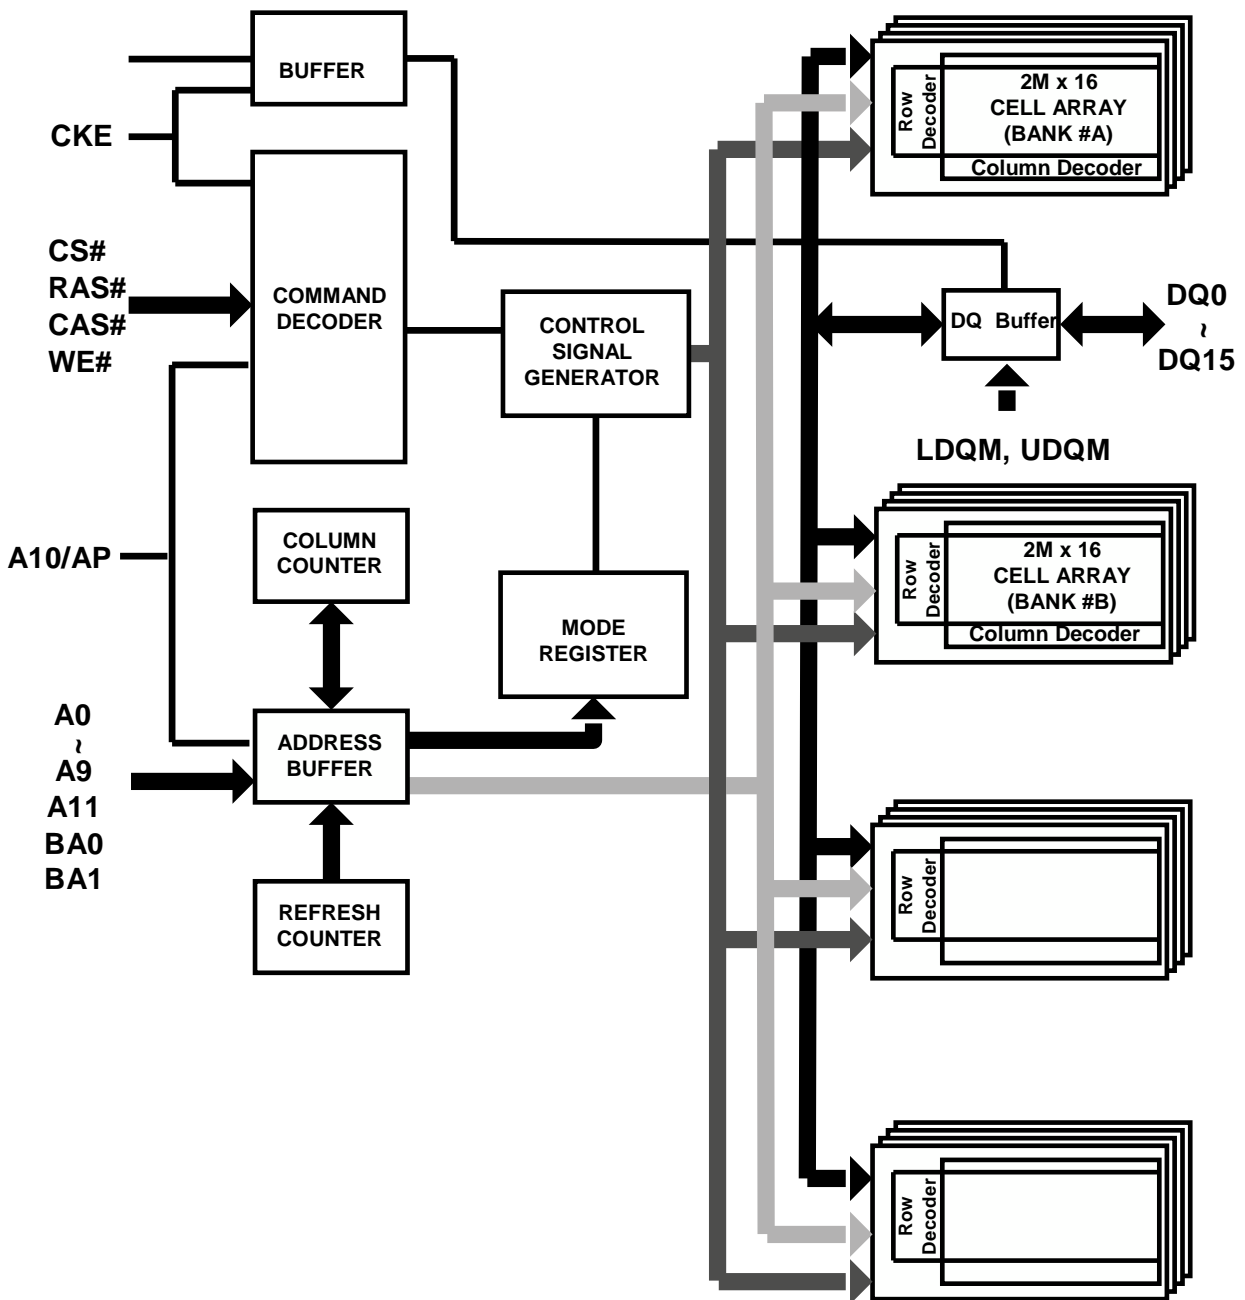 BUFFER
CKE
CS#
RAS#
CAS#
WE#
COMMAND
DECODER
CONTROL
SIGNAL
GENERATOR
A10/AP
COLUMN
COUNTER
MODE
REGISTER
A0
~
A9
A11
BA0
BA1
ADDRESS
BUFFER
REFRESH
COUNTER
Row
Decoder
2M x 16
CELL ARRAY
(BANK #A)
Column Decoder
DQ Buffer
DQ0
~
DQ15
LDQM, UDQM
Row
Decoder
2M x 16
CELL ARRAY
(BANK #B)
Column Decoder
Row
Decoder
Row
Decoder